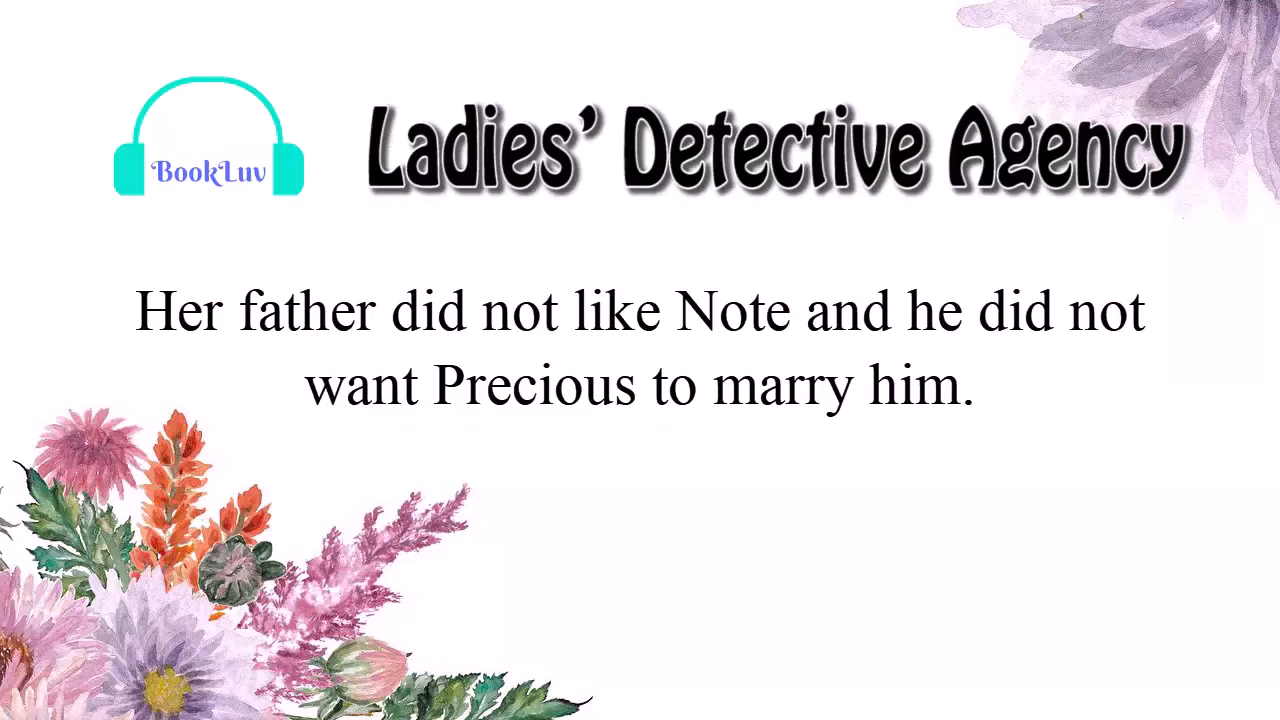 BookLuv
Ladies’ Detective Agency
Her father did not like Note and he did not
want Precious to marry him.